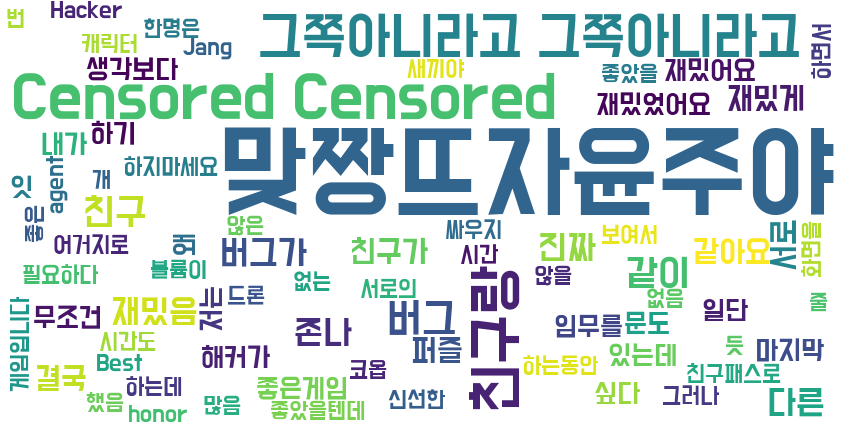 번
Hacker
한명은
캐릭터
Jang
생각보다
그쪽아니라고 그쪽아니라고
새끼야
좋았을
재밌어요
하면서
Censored Censored
재밌었어요
재밌게
내가
하기
하지마세요
맞짱뜨자윤주야
잇
agent
개
좋은
친구
않은
싸우지
보여서
서로
화면을
어거지로
왜
버그가
친구가
시간
진짜
같아요
필요하다
볼륨이
없는
서로의
친구랑
않을
같이
없음
줄
게임입니다
무조건
재밌음
저는
드론
존나
버그
임무를
문도
일단
시간도
해커가
퍼즐
듯
마지막
결국
Best
하는데
코옵
하는동안
있는데
친구패스로
했음
honor
많음
좋은게임
좋았을텐데
신선한
싶다
그러나
다른